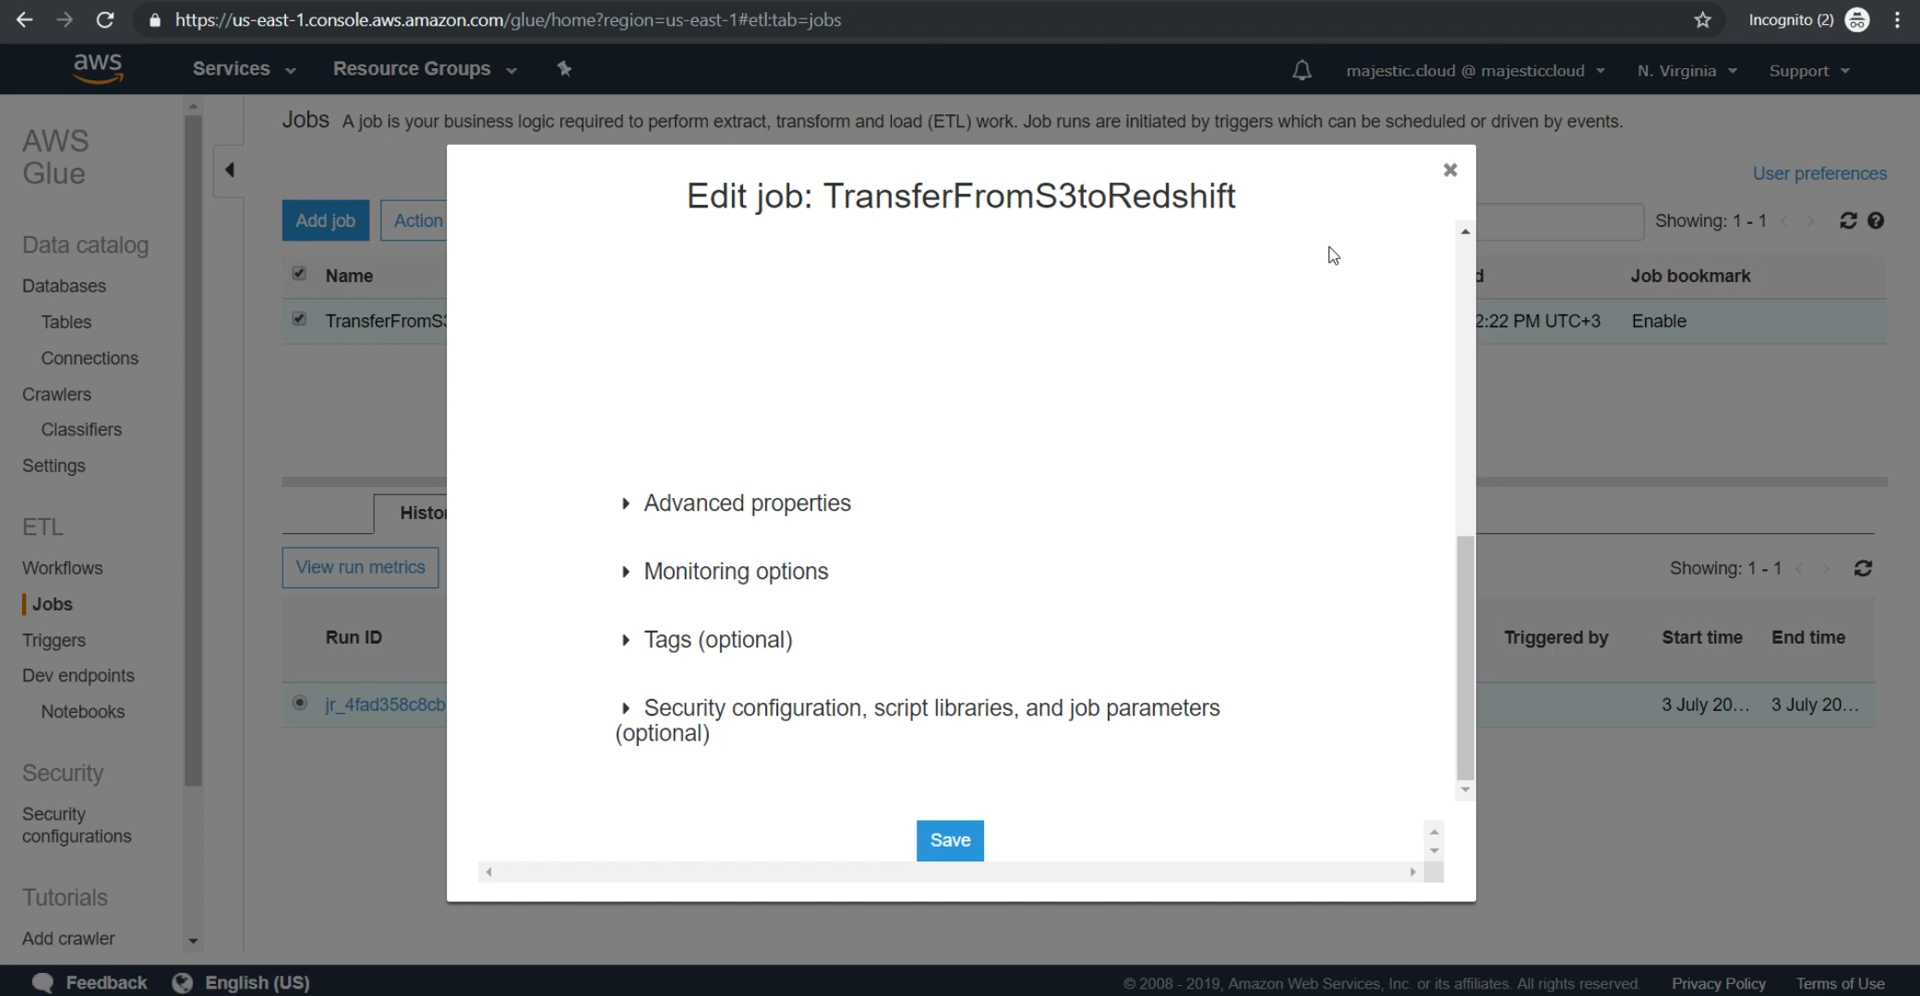 https://us-east-1.console.aws.amazon.com/glue/home?region=us-east-1#etl:tab=jobs
Incognito (2)
aws
Services
Resource Groups
majestic.cloud @ majesticcloud
N. Virginia
Support
AWS
Glue
Data catalog
Databases
Tables
Connections
Crawlers
Classifiers
Settings
ETL
Workflows
Jobs
Triggers
Dev endpoints
Notebooks
Security
Security
configurations
Tutorials
Add crawler
Jobs A job is your business logic required to perform extract, transform and load (ETL) work. Job runs are initiated by triggers which can be scheduled or driven by events.
User preferences
Add job
Action
Showing: 1 - 1
Name
Job bookmark
TransferFromS3
2:22 PM UTC+3
Enable
Histo
View run metrics
Showing: 1 - 1
Run ID
Triggered by
Start time
End time
jr_4fad358c8cb
3 July 20...
3 July 20...
Edit job: TransferFromS3toRedshift
Advanced properties
Monitoring options
Tags (optional)
Security configuration, script libraries, and job parameters
(optional)
Save
Feedback
English (US)
© 2008 - 2019, Amazon Web Services, Inc. or its affiliates. All rights reserved.
Privacy Policy
Terms of Use